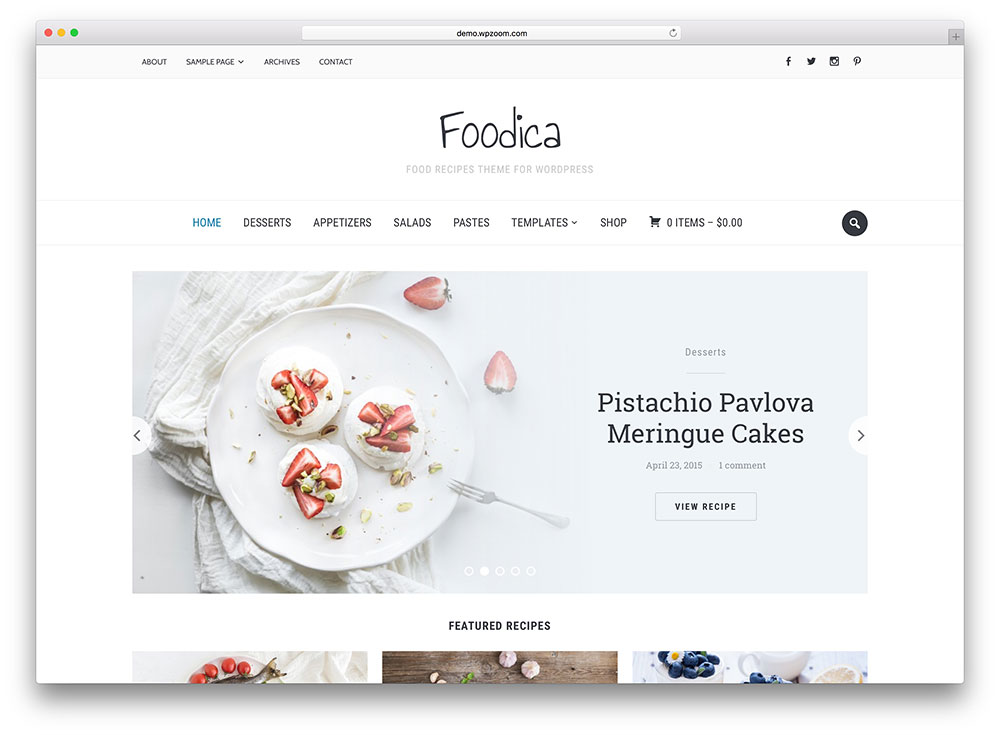 demo.wpzoom.com
ABOUT SAMPLE PAGE ARCHIVES CONTACT
Foodica
FOOD RECIPES THEME FOR WORDPRESS
HOME DESSERTS APPETIZERS SALADS PASTES TEMPLATES SHOP 0 ITEMS – $0.00
Desserts
Pistachio Pavlova
Meringue Cakes
April 23, 2015 1 comment
VIEW RECIPE
FEATURED RECIPES